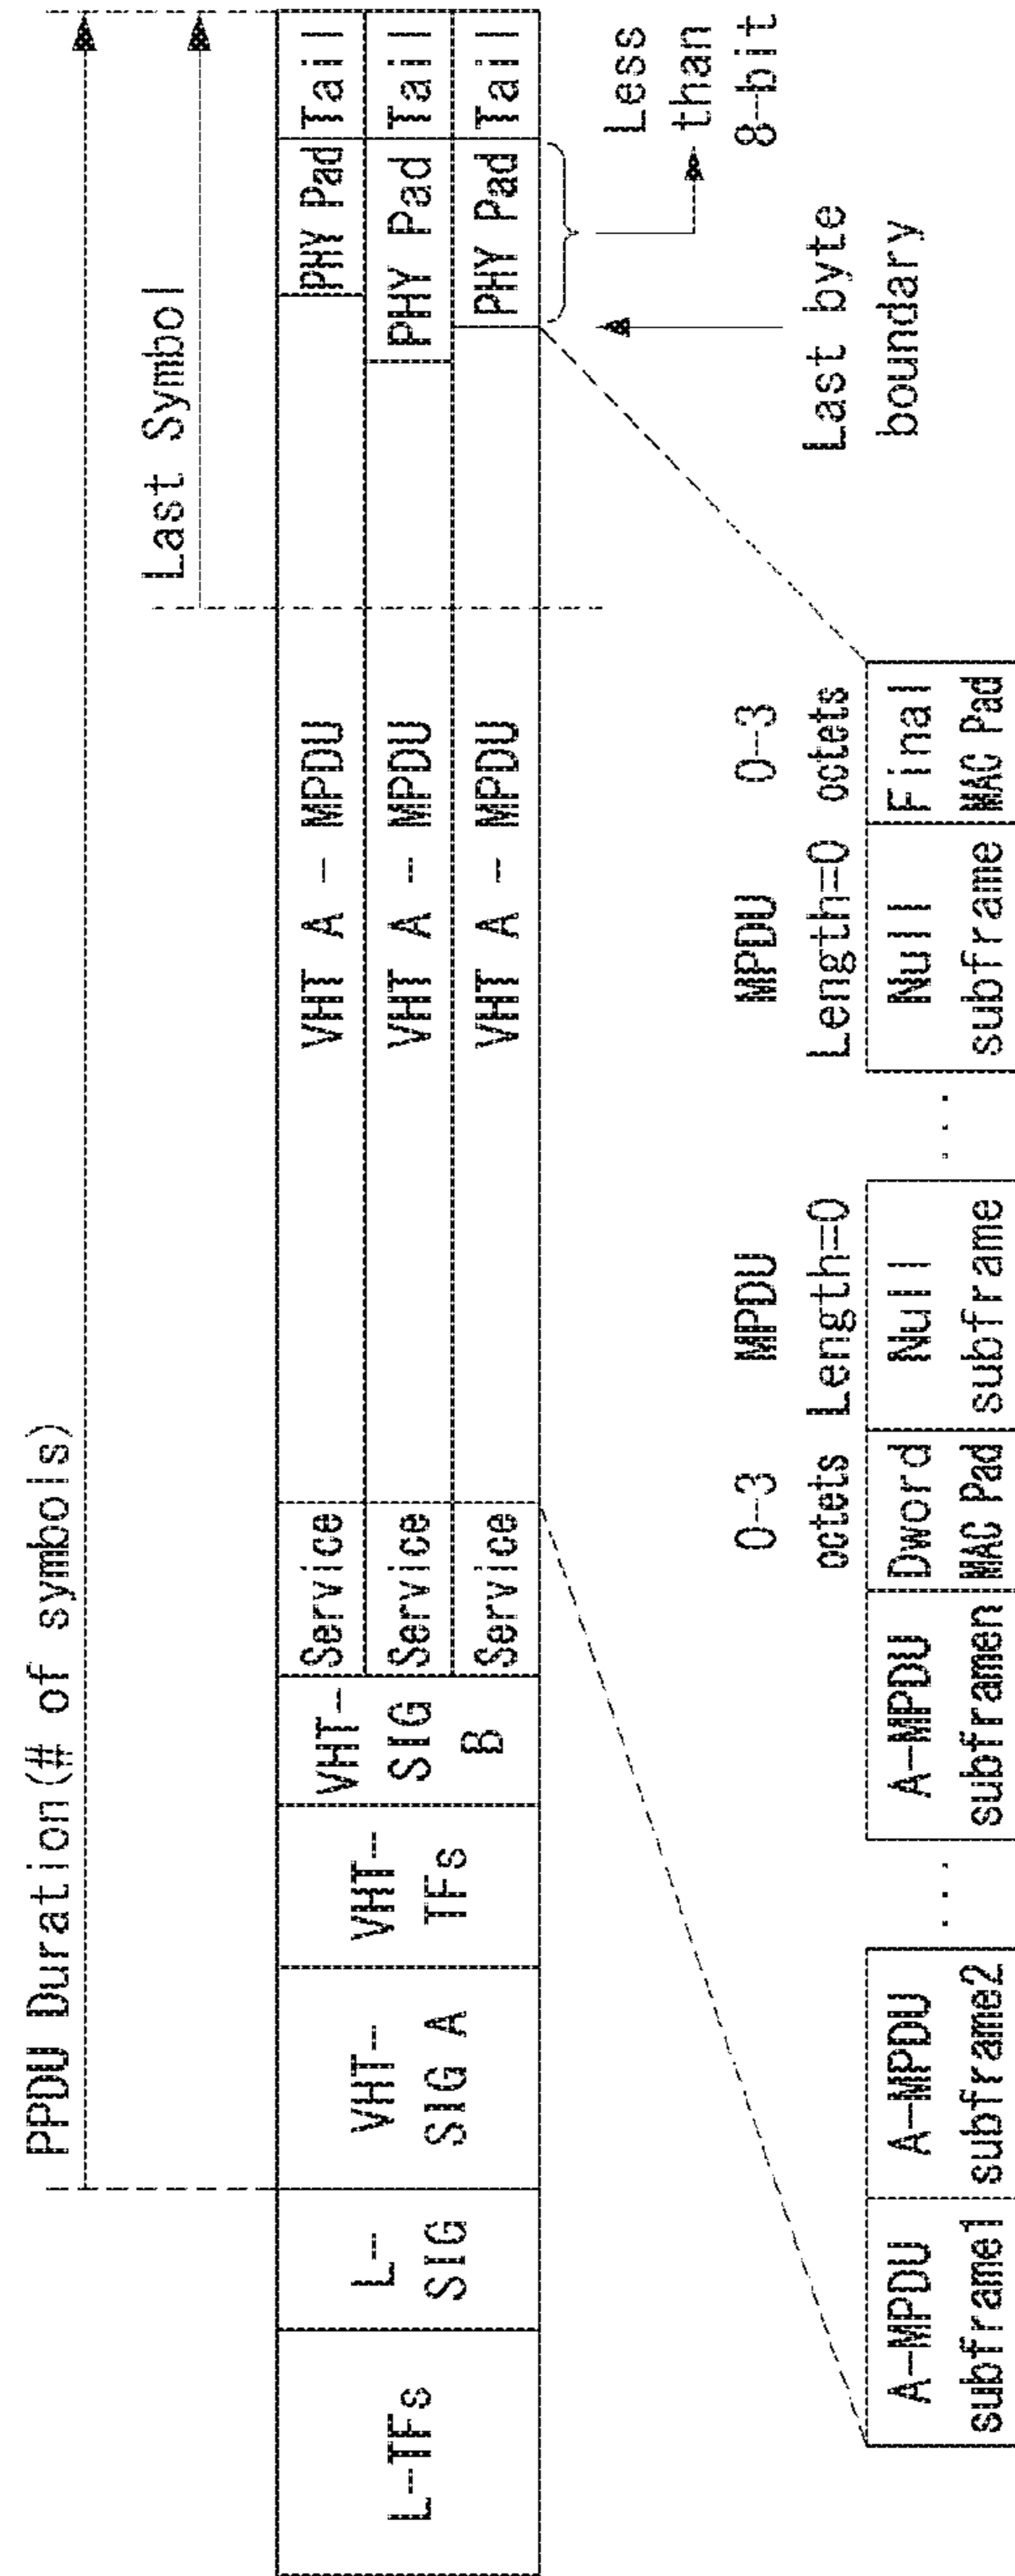 PPDU Duration(# of symbols)
Last Symbol
L-TFs
L-
SIG
VHT-
SIG A
VHT-
TFs
VHT-
SIG
B
Service
VHT A - MPDU
PHY Pad
Tail
Service
VHT A - MPDU
PHY Pad
Tail
Service
VHT A - MPDU
PHY Pad
Tail
Less
than
8-bit
Last byte
boundary
0-3
octets
MPDU
Length=0
MPDU
Length=0
0-3
octets
A-MPDU
subframe1
A-MPDU
subframe2
...
A-MPDU
subframen
Dword
MAC Pad
Null
subframe
...
Null
subframe
Final
MAC Pad